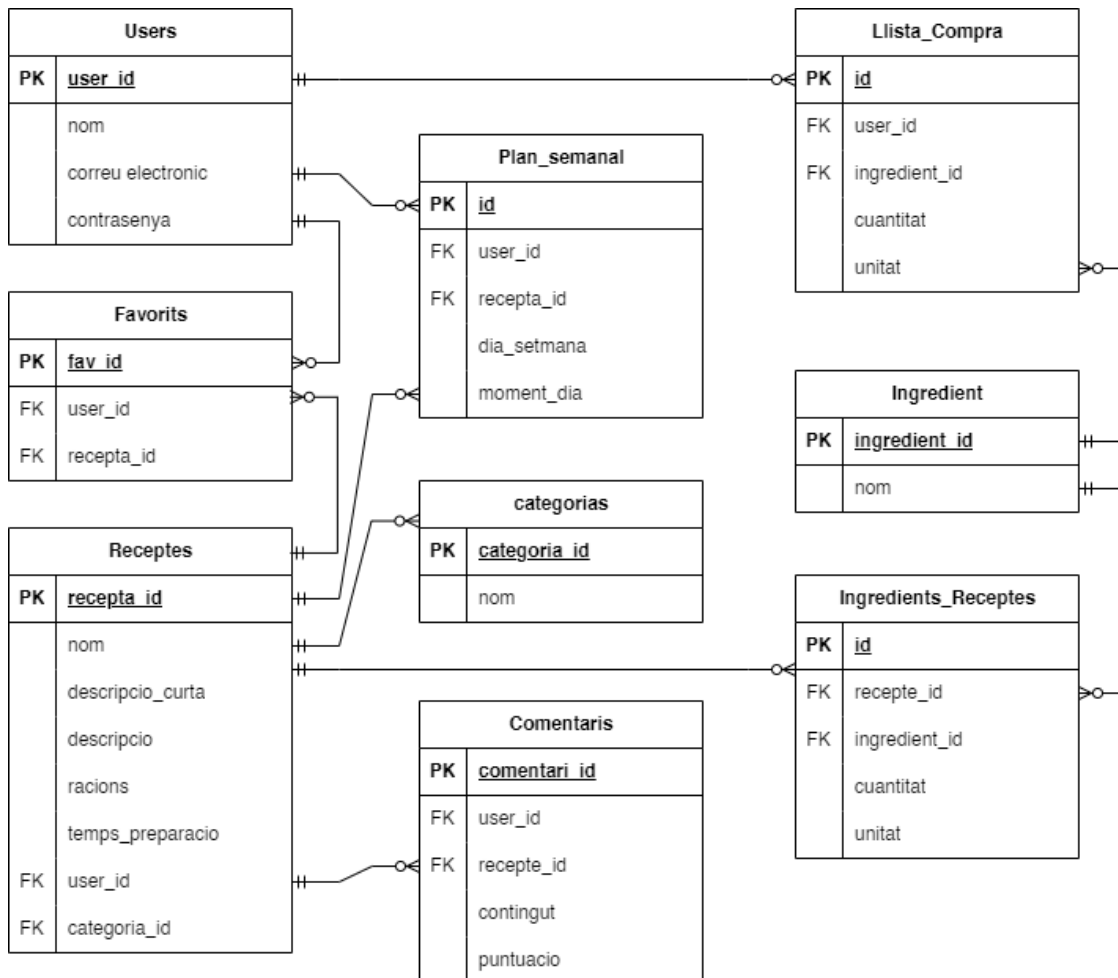 Users
PK user_id
nom
correu electronic
contrasenya
Favorits
PK fav_id
FK user_id
FK recepta_id
Receptes
PK recepta_id
nom
descripcio_curta
descripcio
racions
temps_preparacio
FK user_id
FK categoria_id
Plan_semanal
PK id
FK user_id
FK recepta_id
dia_setmana
moment_dia
categorias
PK categoria_id
nom
Comentaris
PK comentari_id
FK user_id
FK recepte_id
contingut
puntuacio
Llista_Compra
PK id
FK user_id
FK ingredient_id
cuantitat
unitat
Ingredient
PK ingredient_id
nom
Ingredients_Receptes
PK id
FK recepte_id
FK ingredient_id
cuantitat
unitat